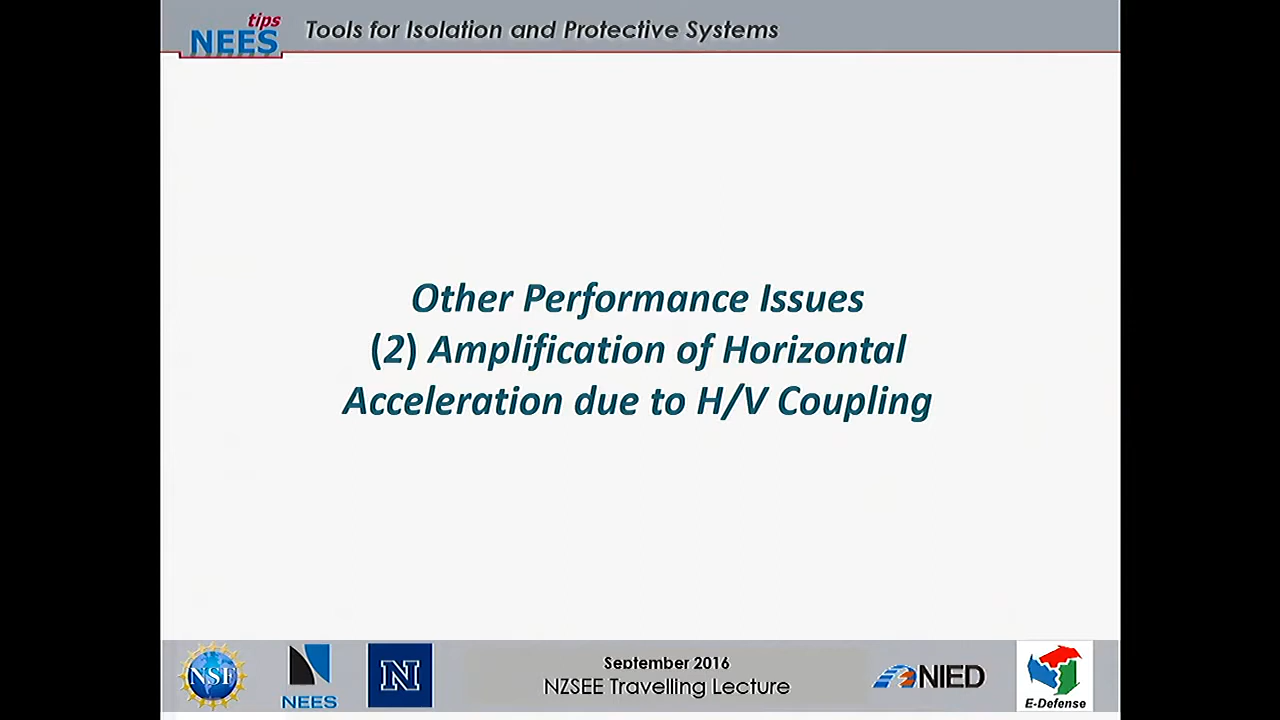 tips
NEES
Tools for Isolation and Protective Systems
Other Performance Issues
(2) Amplification of Horizontal
Acceleration due to H/V Coupling
NSF
NEES
N
September 2016
NZSEE Travelling Lecture
NIED
E-Defense